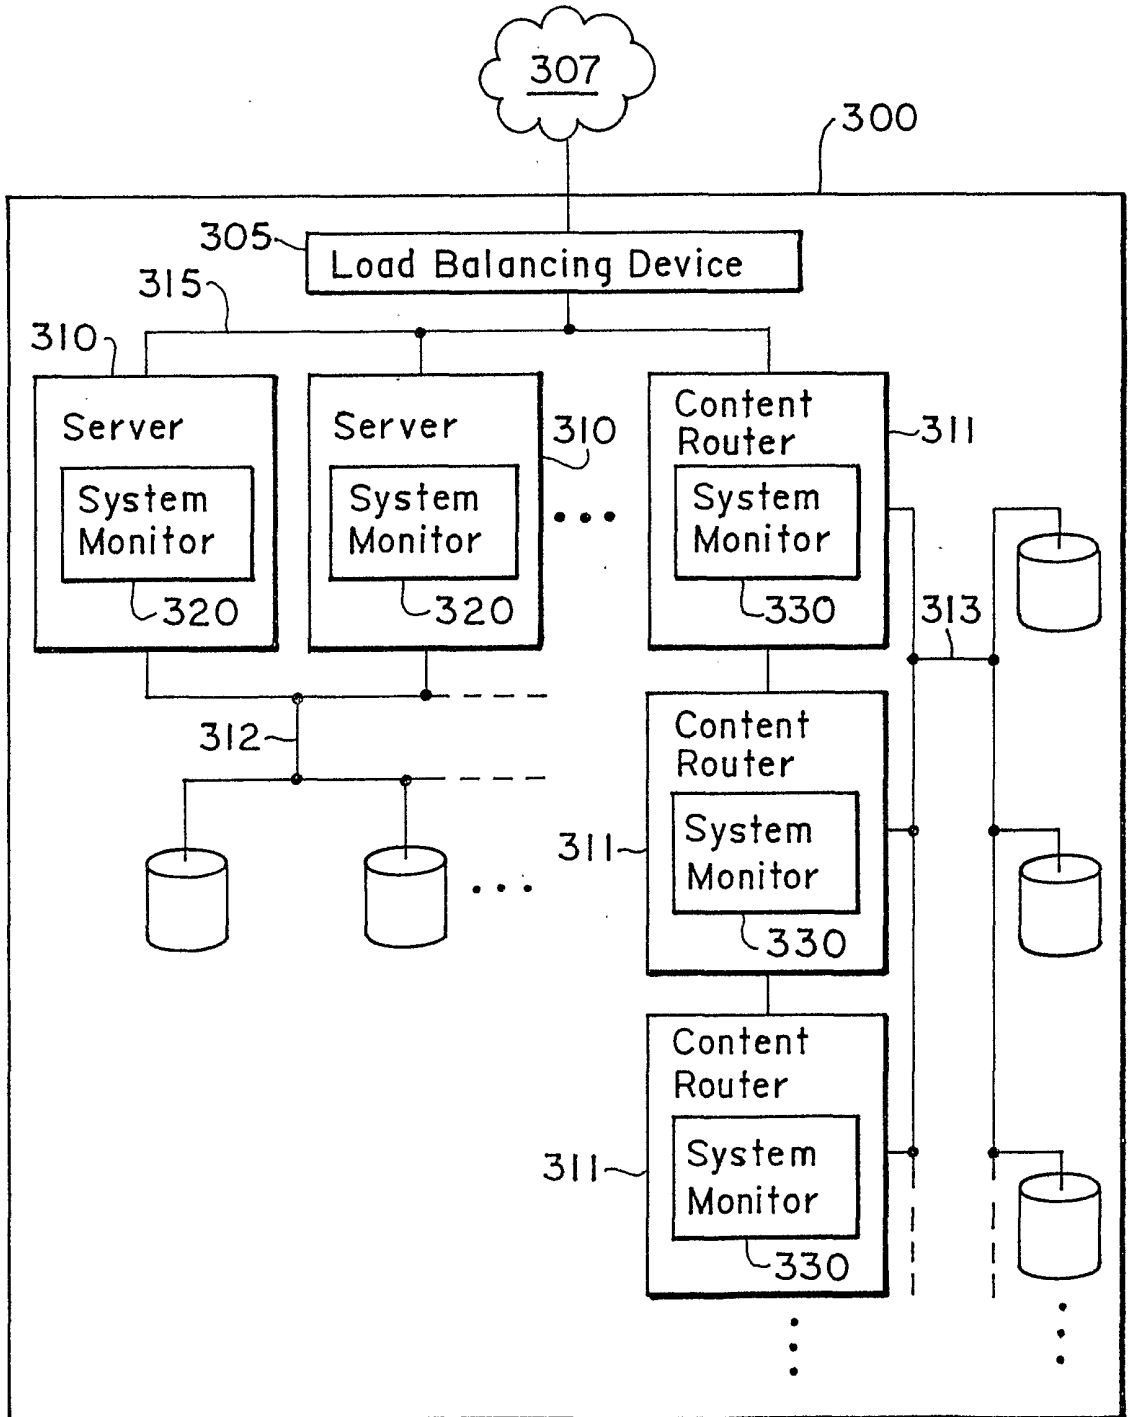 307
300
305
Load Balancing Device
315
310
Server
System
Monitor
320
Server
310
System
Monitor
320
Content
Router
311
System
Monitor
330
313
312
Content
Router
311
System
Monitor
330
Content
Router
311
System
Monitor
330